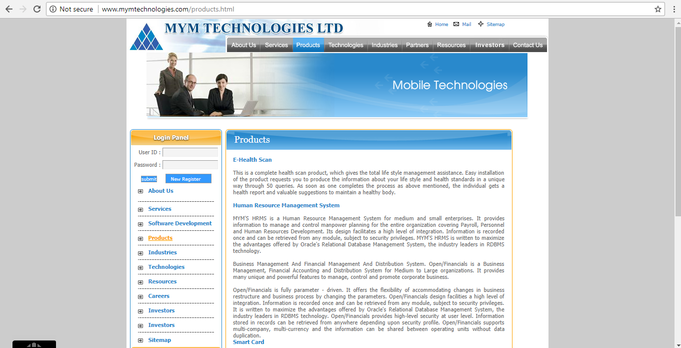 Not secure | www.mymtechnologies.com/products.html
MYM TECHNOLOGIES LTD
Home Mail Sitemap
About Us Services Products Technologies Industries Partners Resources Investors Contact Us
Mobile Technologies
Login Panel
User ID :
Password :
submit New Register
About Us
Services
Software Development
Products
Industries
Technologies
Resources
Careers
Investors
Investors
Sitemap
Products
E-Health Scan
This is a complete health scan product, which gives the total life style management assistance. Easy installation
of the product requests you to produce the information about your life style and health standards in a unique
way through 50 queries. As soon as one completes the process as above mentioned, the individual gets a
health report and valuable suggestions to maintain a healthy body.
Human Resource Management System
MYM'S HRMS is a Human Resource Management System for medium and small enterprises. It provides
information to manage and control manpower planning for the entire organization covering Payroll, Personnel
and Human Resources Development. Its design facilitates a high level of integration. Information is recorded
once and can be retrieved from any module, subject to security privileges. MYM'S HRMS is written to maximize
the advantages offered by Oracle's Relational Database Management System, the industry leaders in RDBMS
technology.
Business Management And Financial Management And Distribution System. Open/Financials is a Business
Management, Financial Accounting and Distribution System for Medium to Large organizations. It provides
many unique and powerful features to manage, control and promote corporate business.
Open/Financials is fully parameter - driven. It offers the flexibility of accommodating changes in business
restructure and business process by changing the parameters. Open/Financials design facilities a high level of
integration. Information is recorded once and can be retrieved from any module, subject to security privileges.
It is written to maximize the advantages offered by Oracle's Relational Database Management System, the
industry leaders in RDBMS technology. Open/Financials provides high-level security at user level. Information
stored in records can be retrieved from anywhere depending upon security profile. Open/Financials supports
multi-company, multi-currency and the information can be shared between operating units without data
duplication.
Smart Card